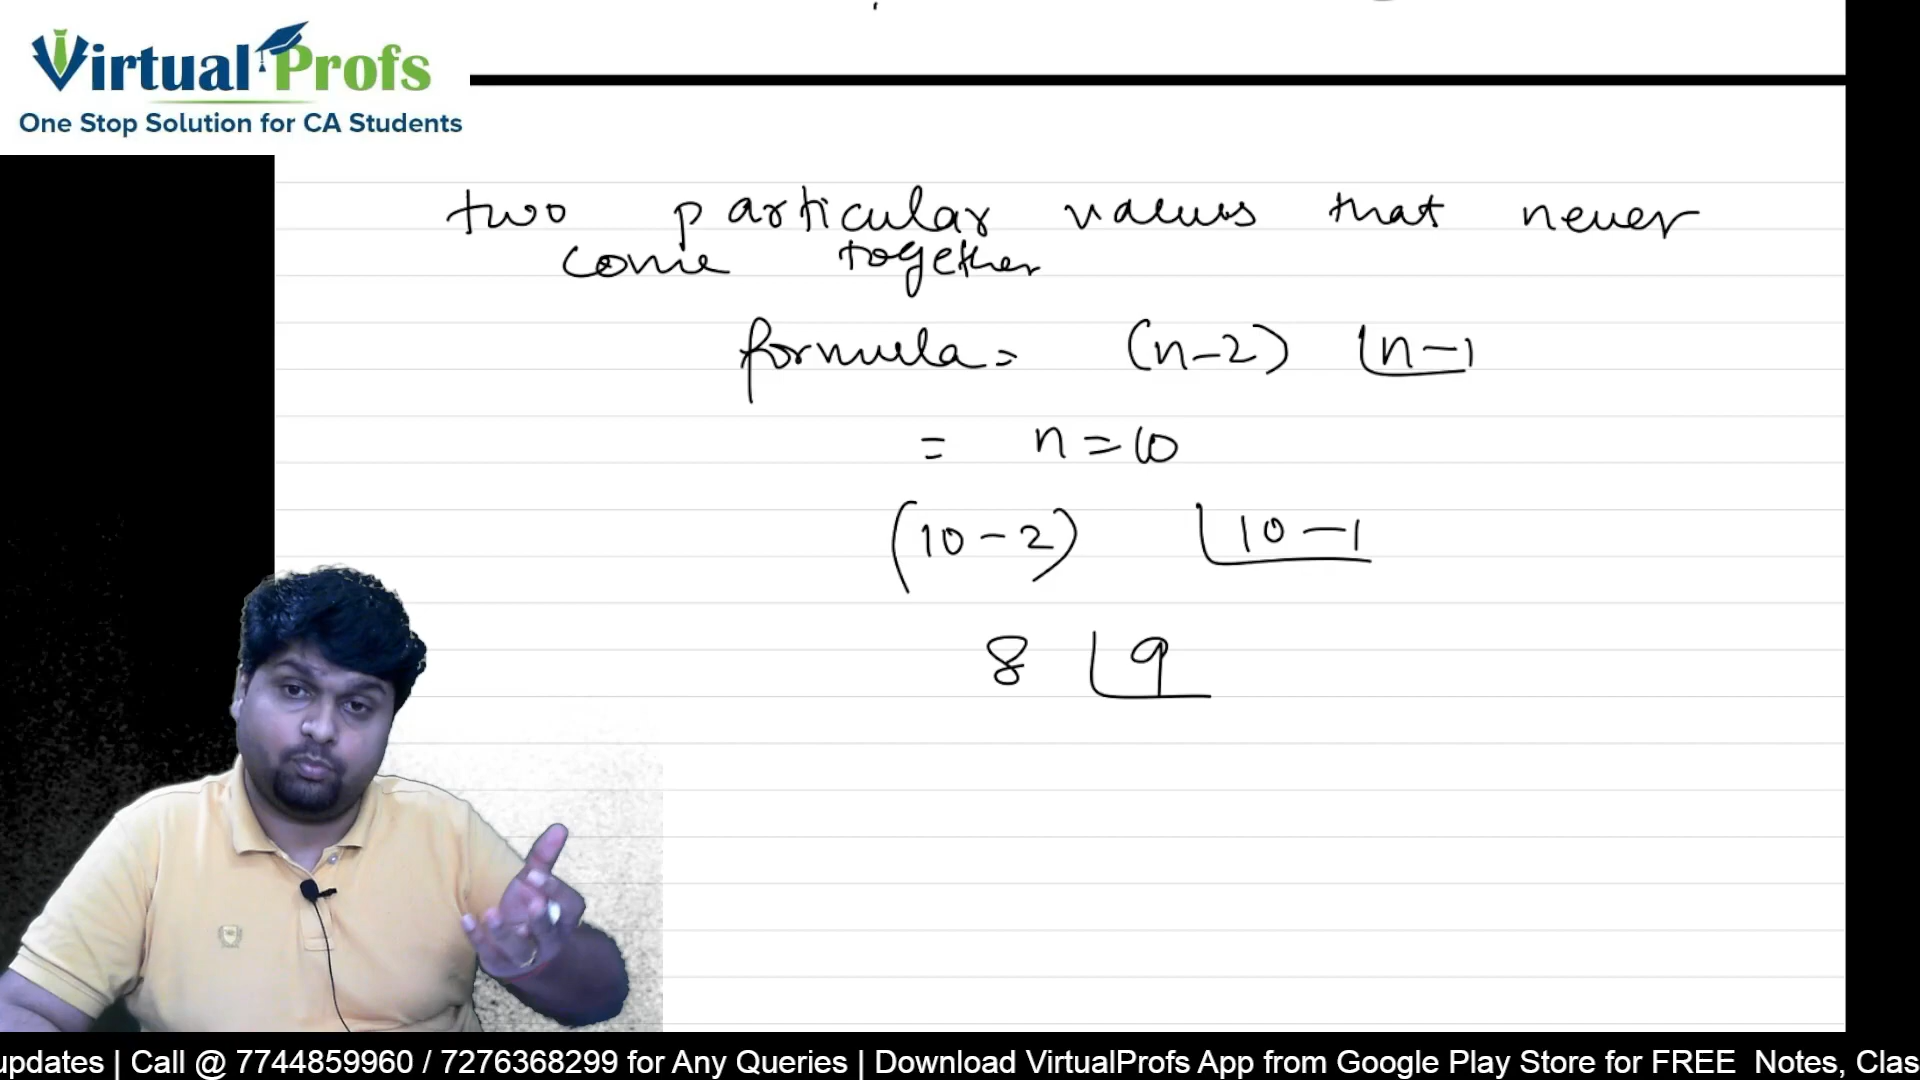 Virtual Profs
One Stop Solution for CA Students
two particular values that never
come together
formula = (n-2) ⌊n-1
= n = 10
(10-2) ⌊10-1
8 ⌊9
updates | Call @ 7744859960 / 7276368299 for Any Queries | Download VirtualProfs App from Google Play Store for FREE Notes, Clas